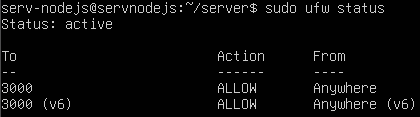 serv-nodejs@servnodejs:~/server$ sudo ufw status
Status: active
To Action From
-- ------ ----
3000 ALLOW Anywhere
3000 (v6) ALLOW Anywhere (v6)